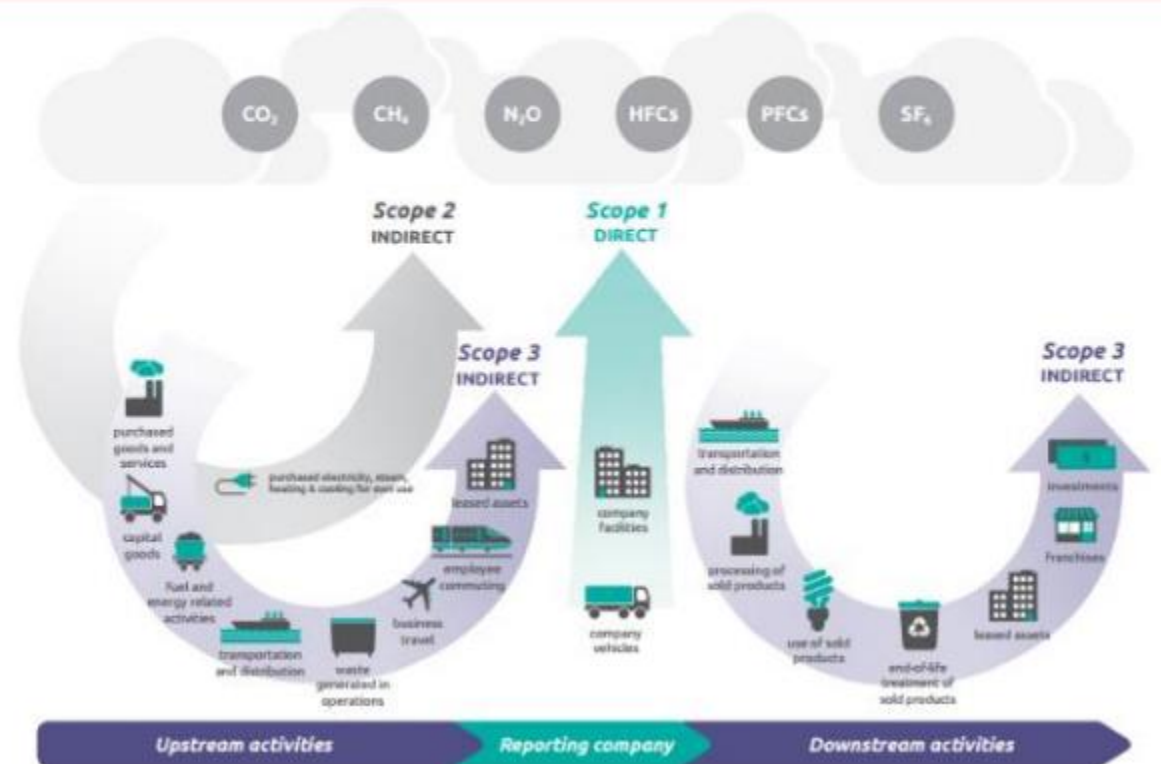 CO₂
CH₄
N₂O
HFCs
PFCs
SF₆
Scope 2
INDIRECT
Scope 1
DIRECT
Scope 3
INDIRECT
Scope 3
INDIRECT
purchased
goods and
services
capital
goods
fuel and
energy related
activities
purchased electricity, steam,
heating & cooling for own use
transportation
and distribution
waste
generated in
operations
business
travel
employee
commuting
leased assets
company
facilities
company
vehicles
transportation
and distribution
processing of
sold products
use of sold
products
end-of-life
treatment of
sold products
leased assets
franchises
investments
Upstream activities
Reporting company
Downstream activities